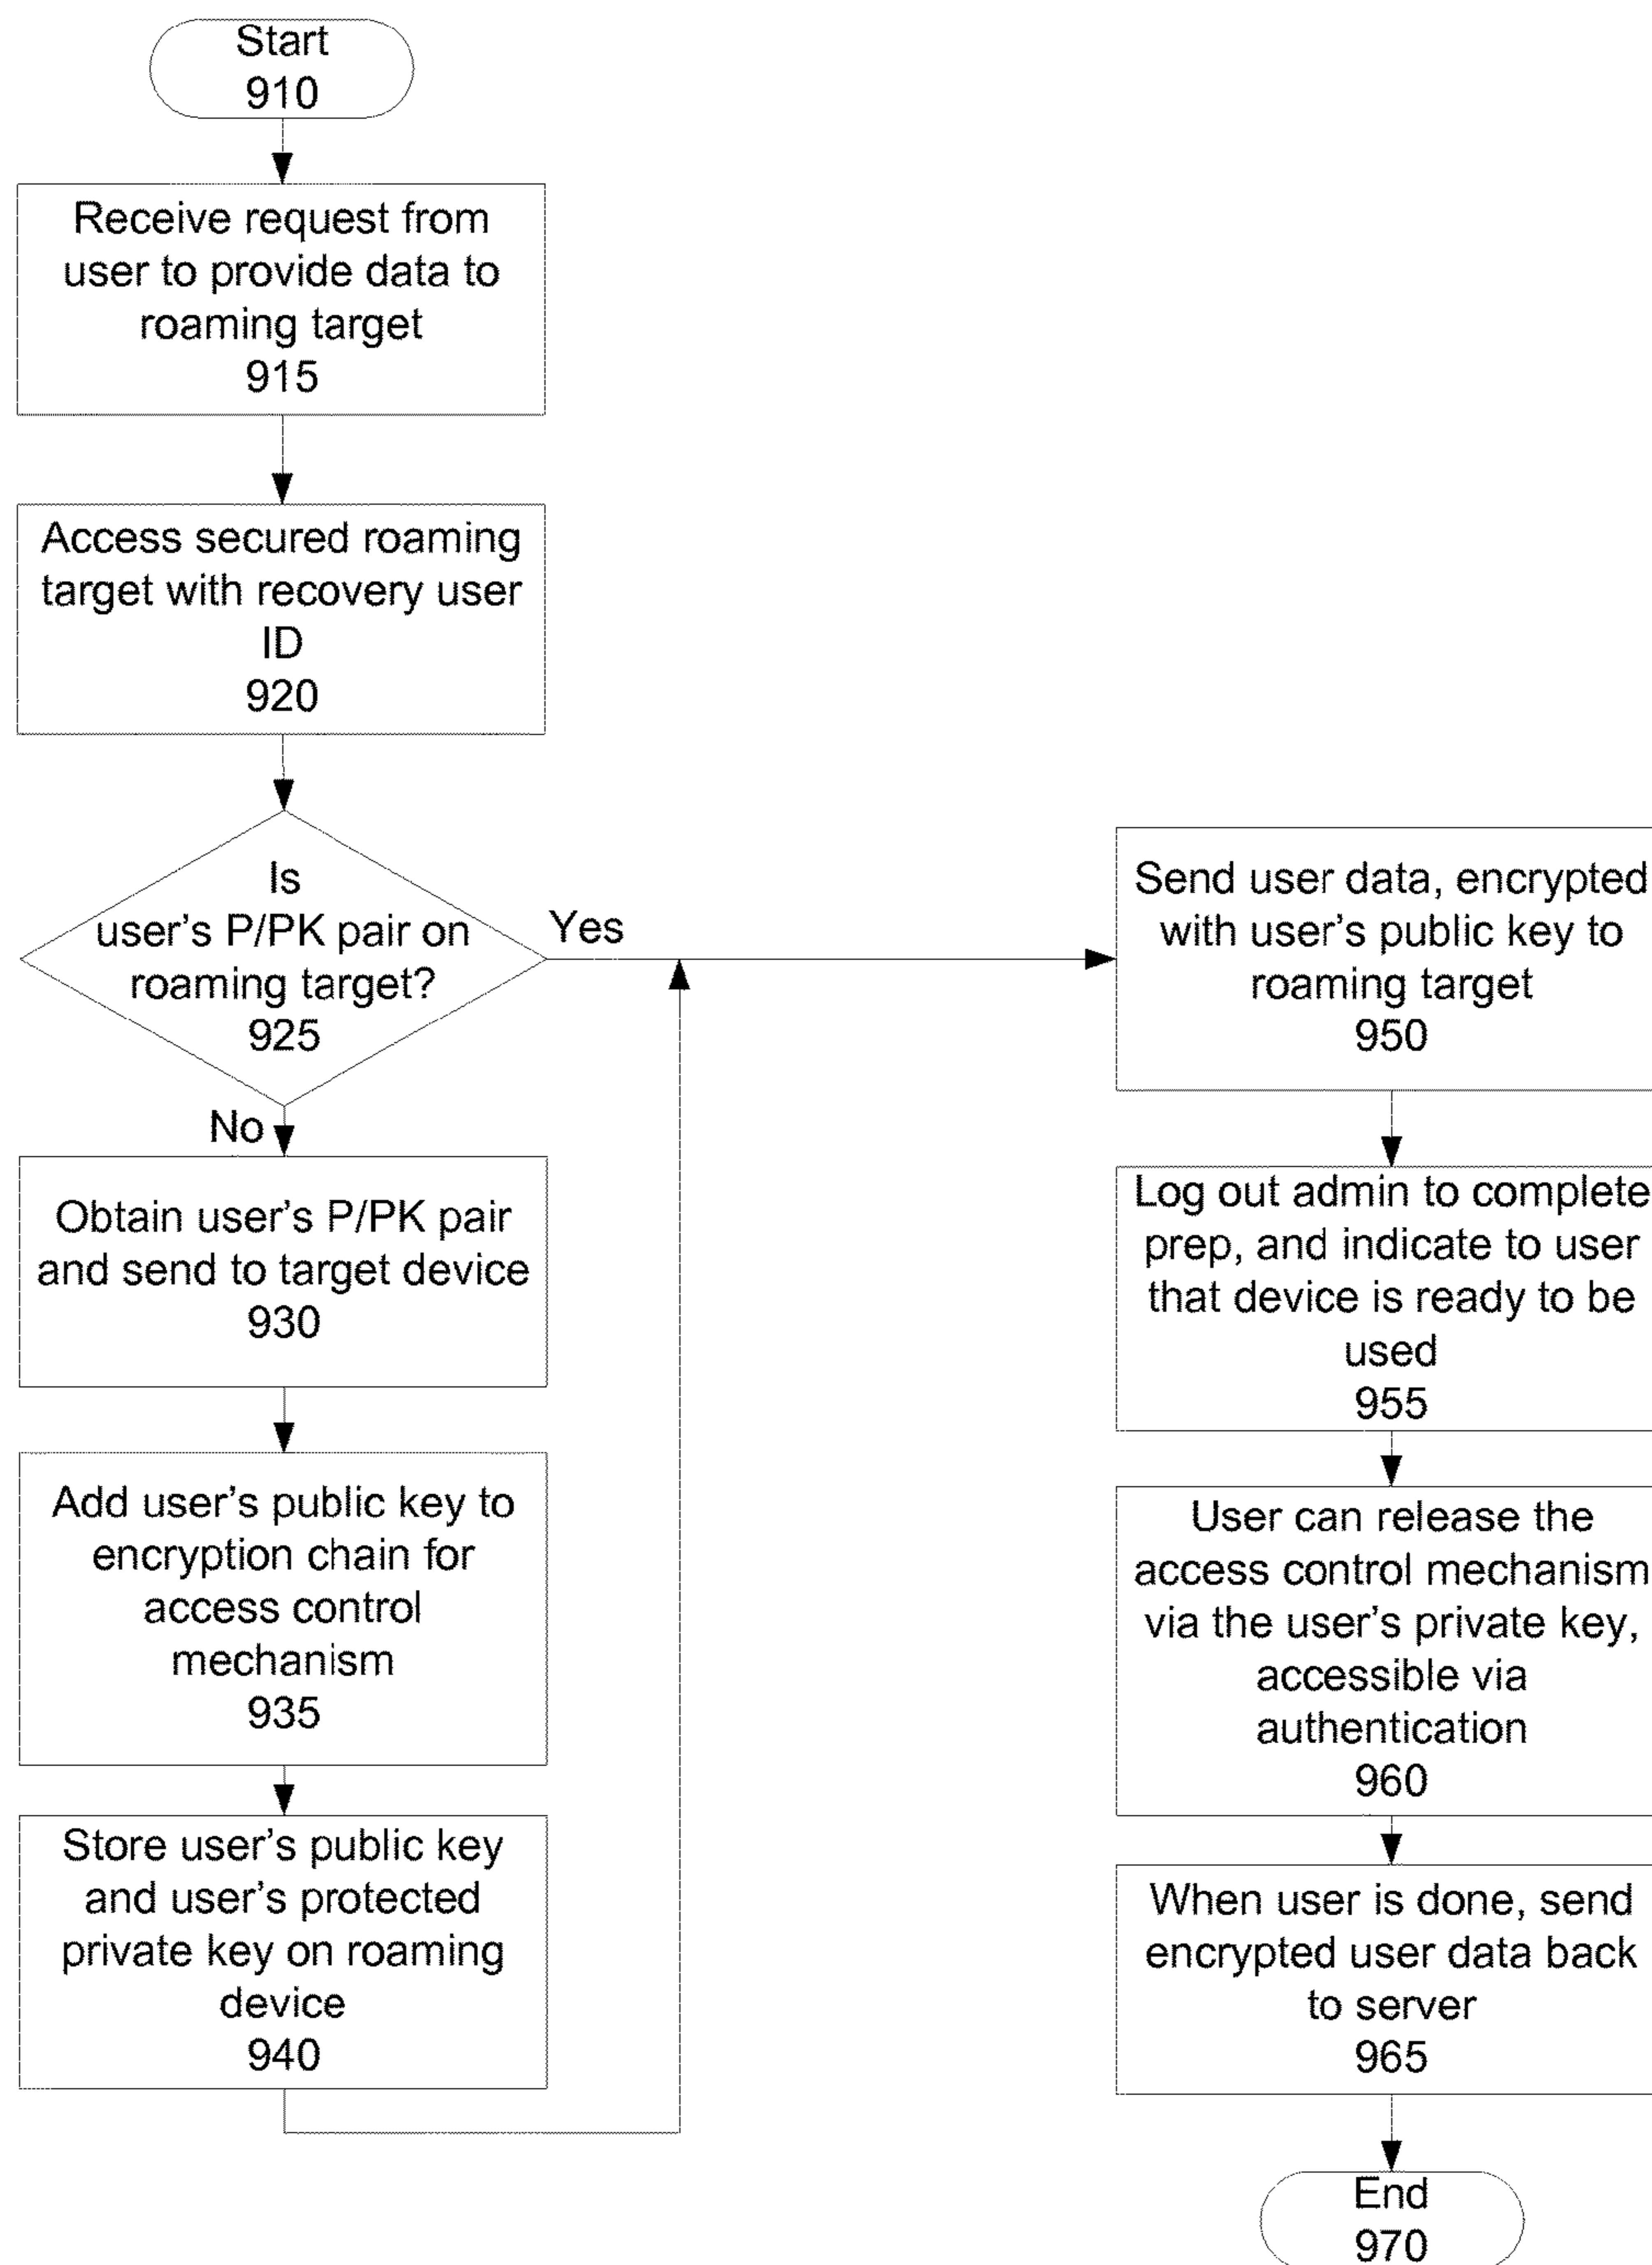 Start
910
Receive request from
user to provide data to
roaming target
915
Access secured roaming
target with recovery user
ID
920
Is
user's P/PK pair on
roaming target?
925
Yes
No
Obtain user's P/PK pair
and send to target device
930
Add user's public key to
encryption chain for
access control
mechanism
935
Store user's public key
and user's protected
private key on roaming
device
940
Send user data, encrypted
with user's public key to
roaming target
950
Log out admin to complete
prep, and indicate to user
that device is ready to be
used
955
User can release the
access control mechanism
via the user's private key,
accessible via
authentication
960
When user is done, send
encrypted user data back
to server
965
End
970